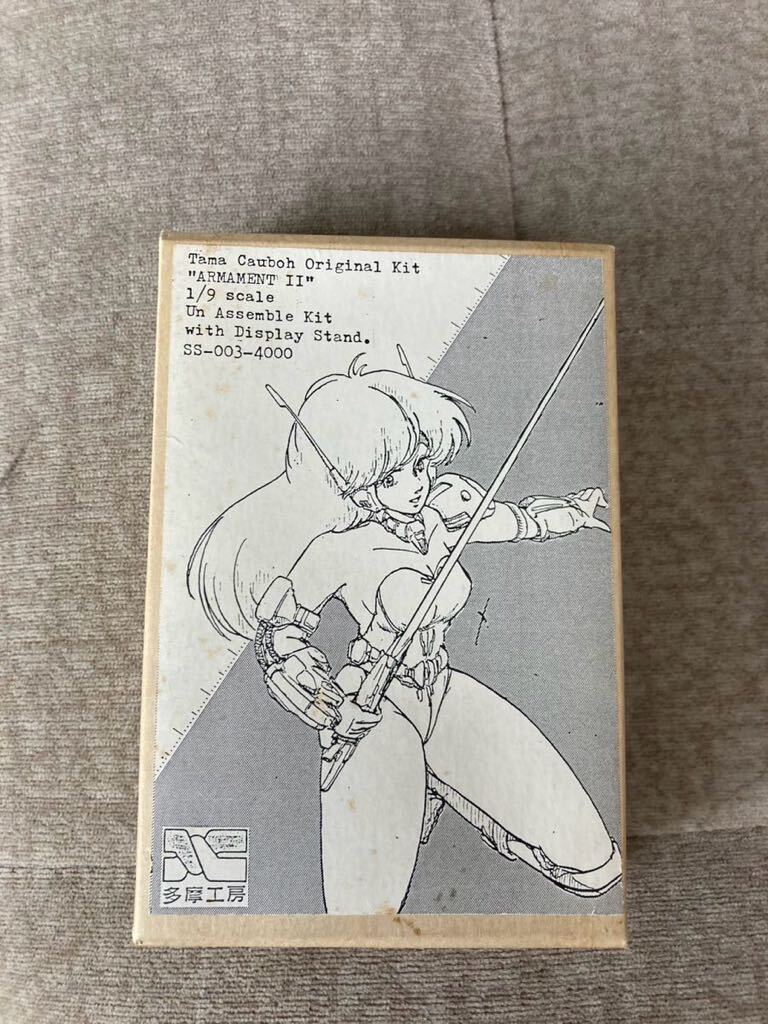 Tama Cauboh Original Kit
"ARMAMENT II"
1/9 scale
Un Assemble Kit
with Display Stand.
SS-003-4000
多摩工房